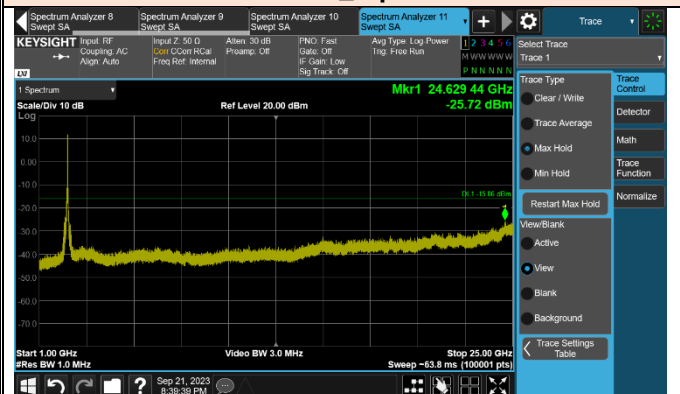 Spectrum Analyzer 8
Swept SA
Spectrum Analyzer 9
Swept SA
Spectrum Analyzer 10
Swept SA
Spectrum Analyzer 11
Swept SA
Trace
KEYSIGHT
Input: RF
Coupling: AC
Align: Auto
Input Z: 50 Ω
Corr CCorr RCal
Freq Ref: Internal
Atten: 30 dB
Preamp: Off
PNO: Fast
Gate: Off
IF Gain: Low
Sig Track: Off
Avg Type: Log-Power
Trig: Free Run
1 2 3 4 5 6
M W W W W W
P N N N N N
LXI
Select Trace
Trace 1
1 Spectrum
Scale/Div 10 dB
Ref Level 20.00 dBm
Mkr1 24.629 44 GHz
-25.72 dBm
Log
10.0
0.00
-10.0
-20.0
-30.0
-40.0
-50.0
-60.0
-70.0
DL1 -15.86 dBm
Start 1.00 GHz
#Res BW 1.0 MHz
Video BW 3.0 MHz
Stop 25.00 GHz
Sweep ~63.8 ms (100001 pts)
Trace Type
Clear / Write
Trace Average
Max Hold
Min Hold
Restart Max Hold
View/Blank
Active
View
Blank
Background
Trace Settings
Table
Trace
Control
Detector
Math
Trace
Function
Normalize
?
Sep 21, 2023
8:39:39 PM